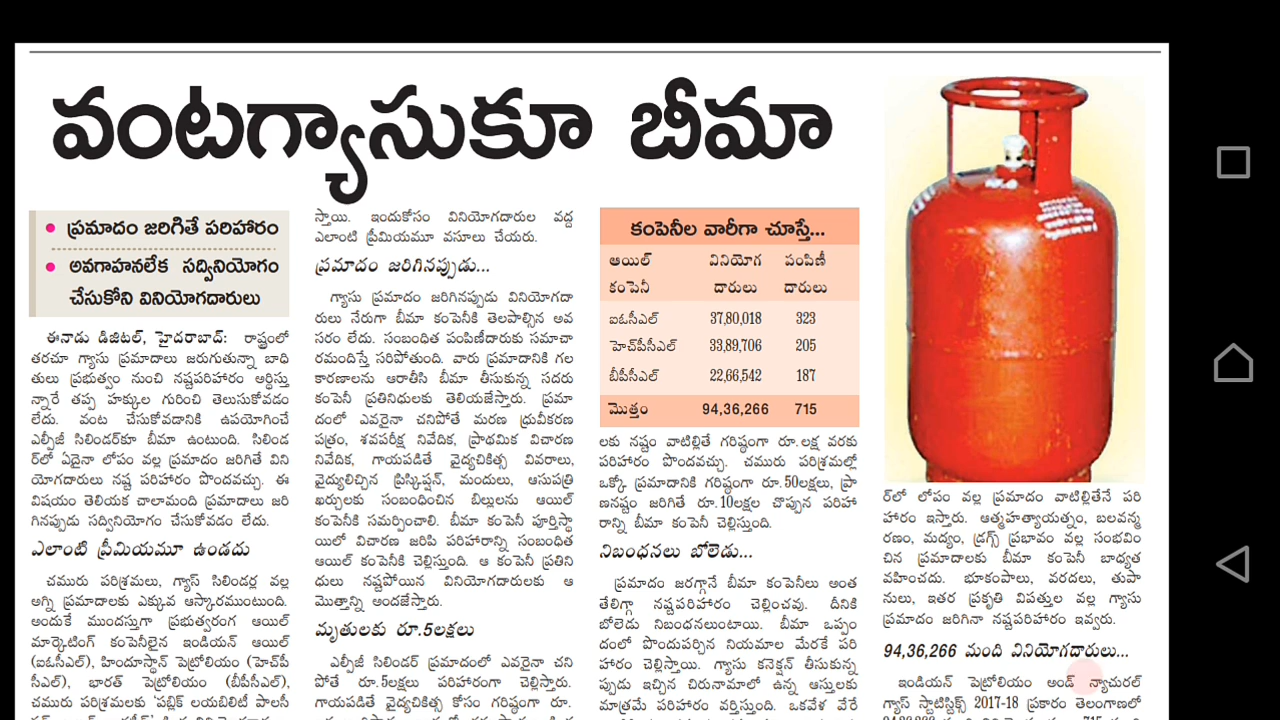 వంటగ్యాసుకూ బీమా
• ప్రమాదం జరిగితే పరిహారం
• అవగాహనలేక సద్వినియోగం
చేసుకోని వినియోగదారులు
ఈనాడు డిజిటల్, హైదరాబాద్: రాష్ట్రంలో
తరచూ గ్యాసు ప్రమాదాలు జరుగుతున్నా బాధి
తులు ప్రభుత్వం నుంచి నష్టపరిహారం అర్థిస్తు
న్నారే తప్ప హక్కుల గురించి తెలుసుకోవడం
లేదు. వంట చేసుకోవడానికి ఉపయోగించే
ఎల్పీజీ సిలిండర్‌కూ బీమా ఉంటుంది. సిలిండ
ర్‌లో ఏదైనా లోపం వల్ల ప్రమాదం జరిగితే విని
యోగదారులు నష్ట పరిహారం పొందవచ్చు. ఈ
విషయం తెలియక చాలామంది ప్రమాదాలు జరి
గినప్పుడు సద్వినియోగం చేసుకోవడం లేదు.
ఎలాంటి ప్రీమియమూ ఉండదు
చమురు పరిశ్రమలు, గ్యాస్ సిలిండర్ల వల్ల
అగ్ని ప్రమాదాలకు ఎక్కువ ఆస్కారముంటుంది.
అందుకే ముందస్తుగా ప్రభుత్వరంగ ఆయిల్
మార్కెటింగ్ కంపెనీలైన ఇండియన్ ఆయిల్
(ఐఓసీఎల్), హిందూస్థాన్ పెట్రోలియం (హెచ్‌పీ
సీఎల్), భారత్ పెట్రోలియం (బీపీసీఎల్),
చమురు పరిశ్రమలకు ‘పబ్లిక్ లయబిలిటీ పాలసీ
స్తాయి. ఇందుకోసం వినియోగదారుల వద్ద
ఎలాంటి ప్రీమియమూ వసూలు చేయరు.
ప్రమాదం జరిగినప్పుడు...
గ్యాసు ప్రమాదం జరిగినప్పుడు వినియోగదా
రులు నేరుగా బీమా కంపెనీకి తెలపాల్సిన అవ
సరం లేదు. సంబంధిత పంపిణీదారుకు సమాచా
రమందిస్తే సరిపోతుంది. వారు ప్రమాదానికి గల
కారణాలను ఆరాతీసి బీమా తీసుకున్న సదరు
కంపెనీ ప్రతినిధులకు తెలియజేస్తారు. ప్రమా
దంలో ఎవరైనా చనిపోతే మరణ ధ్రువీకరణ
పత్రం, శవపరీక్ష నివేదిక, ప్రాథమిక విచారణ
నివేదిక, గాయపడితే వైద్యచికిత్స వివరాలు,
వైద్యులిచ్చిన ప్రిస్కిప్షన్, మందులు, ఆసుపత్రి
ఖర్చులకు సంబంధించిన బిల్లులను ఆయిల్
కంపెనీకి సమర్పించాలి. బీమా కంపెనీ పూర్తిస్థా
యిలో విచారణ జరిపి పరిహారాన్ని సంబంధిత
ఆయిల్ కంపెనీకి చెల్లిస్తుంది. ఆ కంపెనీ ప్రతిని
ధులు నష్టపోయిన వినియోగదారులకు ఆ
మొత్తాన్ని అందజేస్తారు.
మృతులకు రూ.5లక్షలు
ఎల్పీజీ సిలిండర్ ప్రమాదంలో ఎవరైనా చని
పోతే రూ.5లక్షలు పరిహారంగా చెల్లిస్తారు.
గాయపడితే వైద్యచికిత్స కోసం గరిష్ఠంగా రూ.
కంపెనీల వారీగా చూస్తే...
ఆయిల్ వినియోగ పంపిణీ
కంపెనీ దారులు దారులు
ఐఓసీఎల్ 37,80,018 323
హెచ్‌పీసీఎల్ 33,89,706 205
బీపీసీఎల్ 22,66,542 187
మొత్తం 94,36,266 715
లకు నష్టం వాటిల్లితే గరిష్ఠంగా రూ.లక్ష వరకు
పరిహారం పొందవచ్చు. చమురు పరిశ్రమల్లో
ఒక్కో ప్రమాదానికి గరిష్ఠంగా రూ.50లక్షలు, ప్రా
ణనష్టం జరిగితే రూ.10లక్షల చొప్పున పరిహా
రాన్ని బీమా కంపెనీ చెల్లిస్తుంది.
నిబంధనలు బోలెడు...
ప్రమాదం జరగ్గానే బీమా కంపెనీలు అంత
తేలిగ్గా నష్టపరిహారం చెల్లించవు. దీనికి
బోలెడు నిబంధనలుంటాయి. బీమా ఒప్పం
దంలో పొందుపర్చిన నియమాల మేరకే పరి
హారం చెల్లిస్తాయి. గ్యాసు కనెక్షన్ తీసుకున్న
ప్పుడు ఇచ్చిన చిరునామాలో ఉన్న ఆస్తులకు
మాత్రమే పరిహారం వర్తిస్తుంది. ఒకవేళ వేరే
ర్‌లో లోపం వల్ల ప్రమాదం వాటిల్లితేనే పరి
హారం ఇస్తారు. ఆత్మహత్యాయత్నం, బలవన్మ
రణం, మద్యం, డ్రగ్స్ ప్రభావం వల్ల సంభవిం
చిన ప్రమాదాలకు బీమా కంపెనీ బాధ్యత
వహించదు. భూకంపాలు, వరదలు, తుపా
నులు, ఇతర ప్రకృతి విపత్తుల వల్ల గ్యాసు
ప్రమాదం జరిగినా నష్టపరిహారం ఇవ్వరు.
94,36,266 మంది వినియోగదారులు...
ఇండియన్ పెట్రోలియం అండ్ న్యాచురల్
గ్యాస్ స్టాటిస్టిక్స్ 2017-18 ప్రకారం తెలంగాణలో